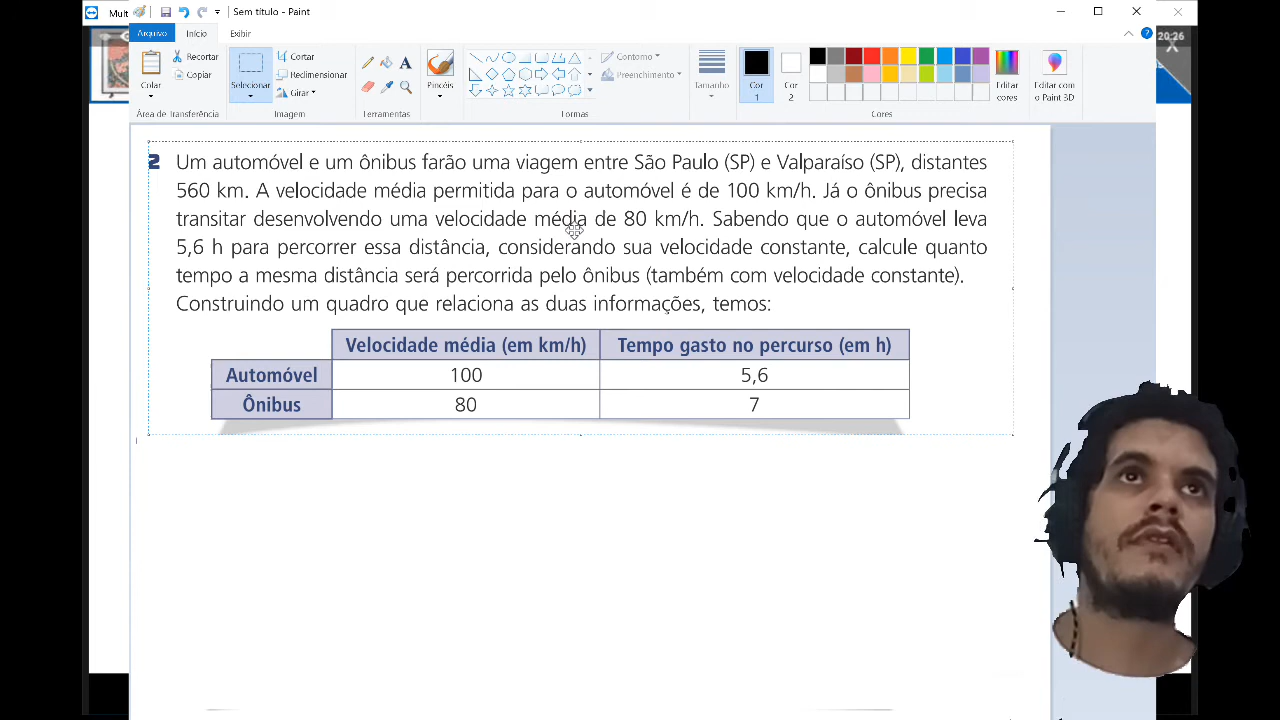 Mult
Sem título - Paint
Arquivo
Início
Exibir
20:26
X
Colar
Recortar
Copiar
Área de Transferência
Selecionar
Cortar
Redimensionar
Girar
Imagem
A
Ferramentas
Pincéis
Contorno
Preenchimento
Formas
Tamanho
Cor
1
Cor
2
Editar
cores
Cores
Editar com
o Paint 3D
2 Um automóvel e um ônibus farão uma viagem entre São Paulo (SP) e Valparaíso (SP), distantes
560 km. A velocidade média permitida para o automóvel é de 100 km/h. Já o ônibus precisa
transitar desenvolvendo uma velocidade média de 80 km/h. Sabendo que o automóvel leva
5,6 h para percorrer essa distância, considerando sua velocidade constante, calcule quanto
tempo a mesma distância será percorrida pelo ônibus (também com velocidade constante).
Construindo um quadro que relaciona as duas informações, temos:
Velocidade média (em km/h) Tempo gasto no percurso (em h)
Automóvel 100 5,6
Ônibus 80 7